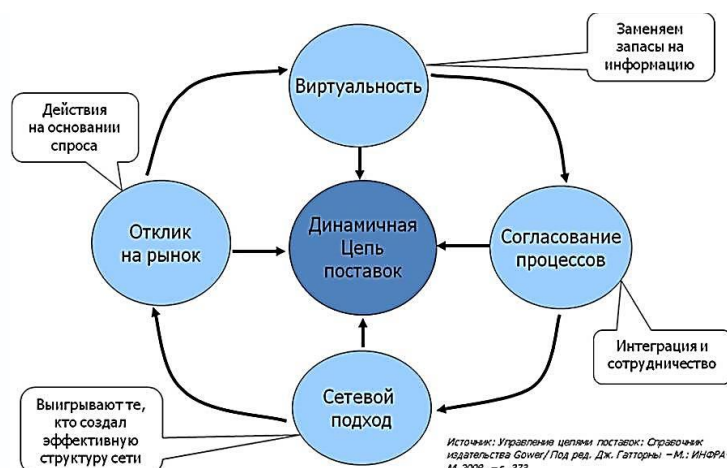 Заменяем
запасы на
информацию
Виртуальность
Действия
на основании
спроса
Отклик
на рынок
Динамичная
Цепь
поставок
Согласование
процессов
Интеграция и
сотрудничество
Сетевой
подход
Выигрывают те,
кто создал
эффективную
структуру сети
Источник: Управление цепями поставок: Справочник
издательства Gower/ Под ред. Дж. Гатторны – М.: ИНФРА